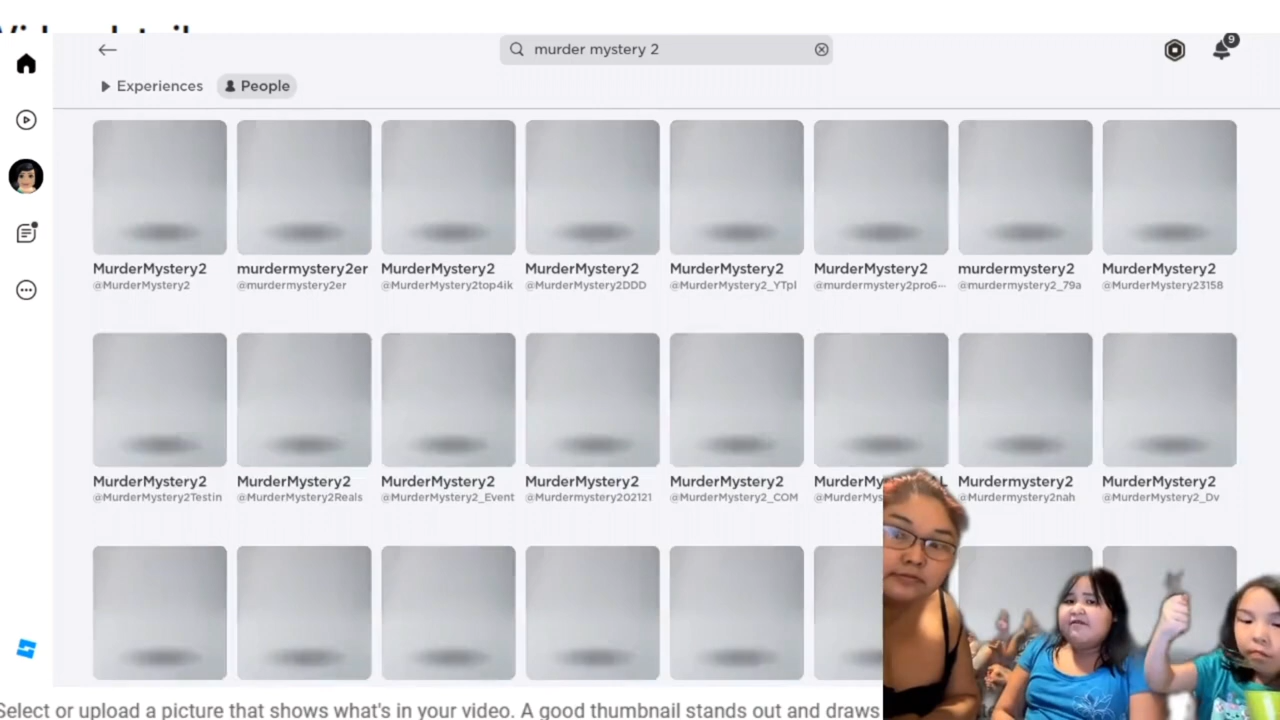 murder mystery 2
9
Experiences People
MurderMystery2 murdermystery2er MurderMystery2 MurderMystery2 MurderMystery2 MurderMystery2 murdermystery2 MurderMystery2
@MurderMystery2 @murdermystery2er @MurderMystery2top4ik @MurderMystery2DDD @MurderMystery2_YTpl @murdermystery2pro6... @murdermystery2_79a @MurderMystery23158
MurderMystery2 MurderMystery2 MurderMystery2 MurderMystery2 MurderMystery2 Murdermystery2 MurderMystery2
@MurderMystery2Testin @MurderMystery2Reals @MurderMystery2_Event @Murdermystery202121 @MurderMystery2_COM @Murdermystery2nah @MurderMystery2_Dv
Select or upload a picture that shows what's in your video. A good thumbnail stands out and draws